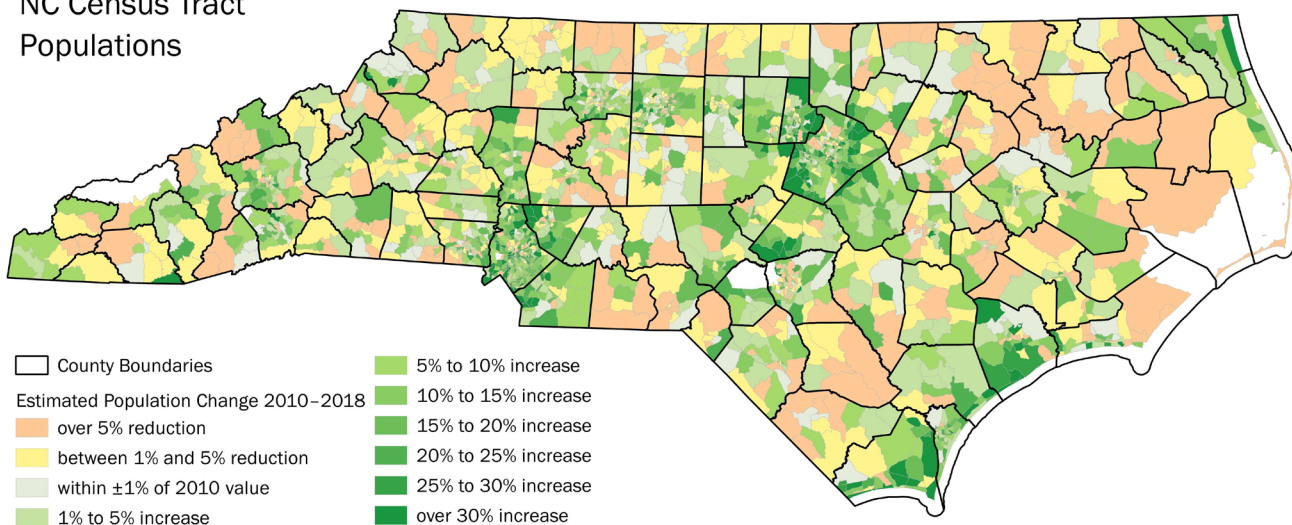 NC Census Tract
Populations
County Boundaries
Estimated Population Change 2010–2018
over 5% reduction
between 1% and 5% reduction
within ±1% of 2010 value
1% to 5% increase
5% to 10% increase
10% to 15% increase
15% to 20% increase
20% to 25% increase
25% to 30% increase
over 30% increase